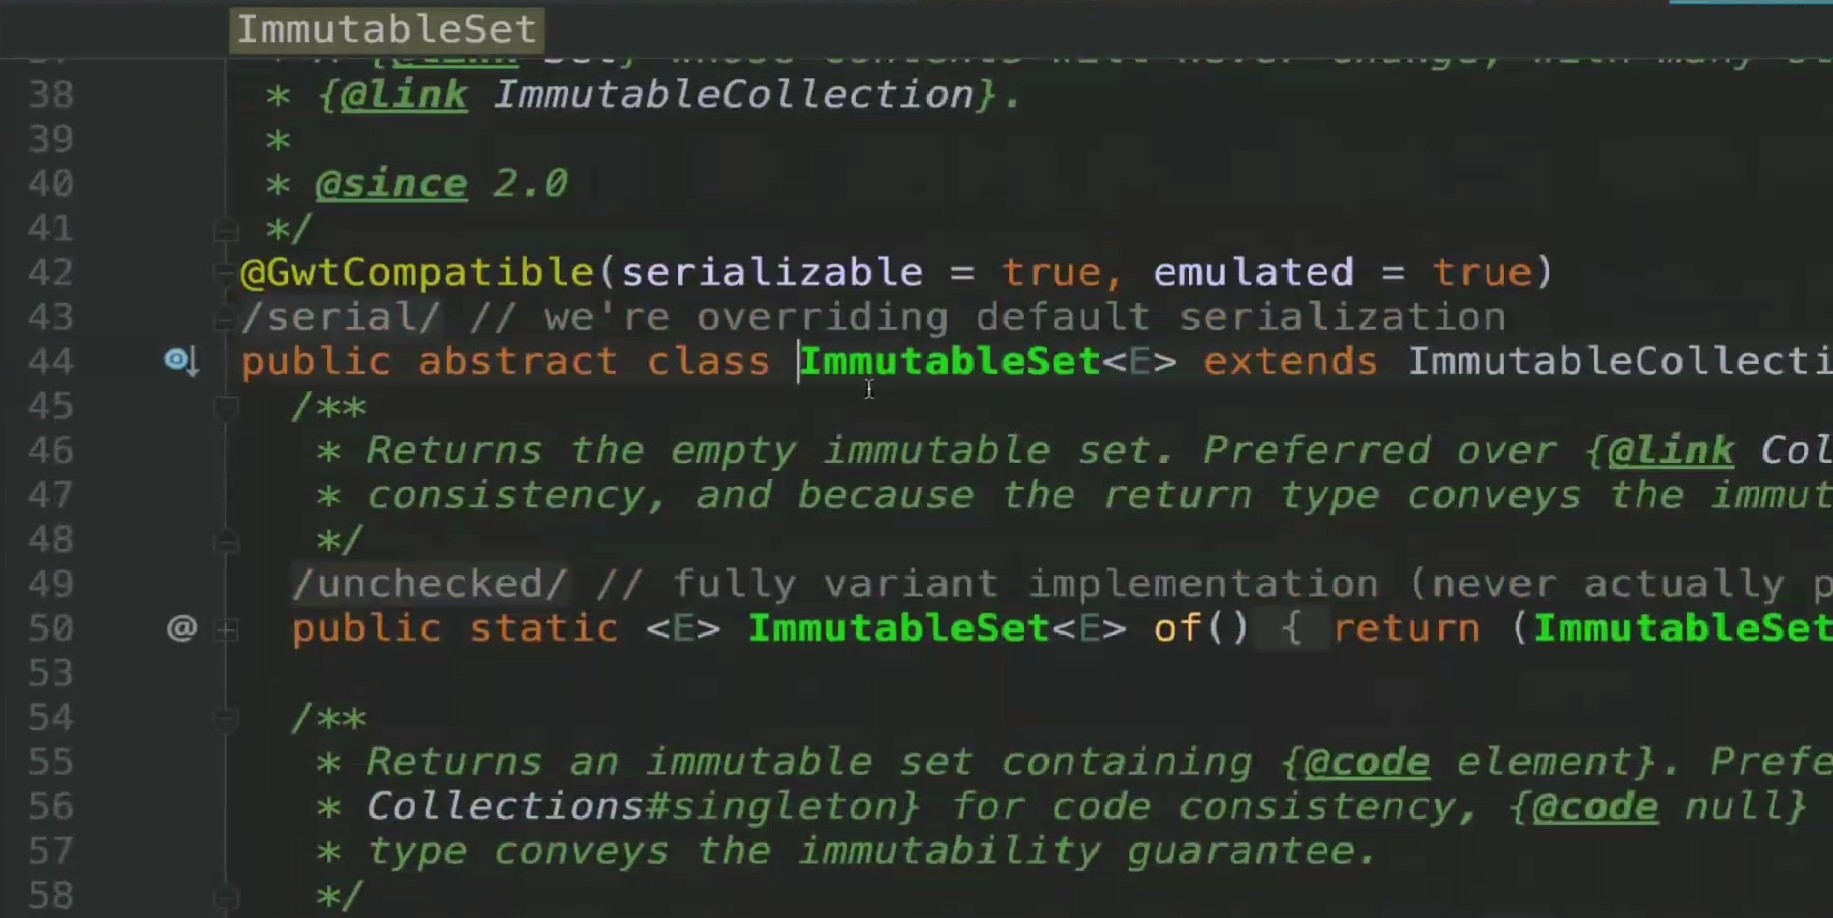 ImmutableSet
38 * {@link ImmutableCollection}.
39 *
40 * @since 2.0
41 */
42 @GwtCompatible(serializable = true, emulated = true)
43 /serial/ // we're overriding default serialization
44 public abstract class ImmutableSet<E> extends ImmutableCollecti
45 /**
46 * Returns the empty immutable set. Preferred over {@link Col
47 * consistency, and because the return type conveys the immut
48 */
49 /unchecked/ // fully variant implementation (never actually p
50 @ public static <E> ImmutableSet<E> of() { return (ImmutableSet
53
54 /**
55 * Returns an immutable set containing {@code element}. Prefe
56 * Collections#singleton} for code consistency, {@code null}
57 * type conveys the immutability guarantee.
58 */